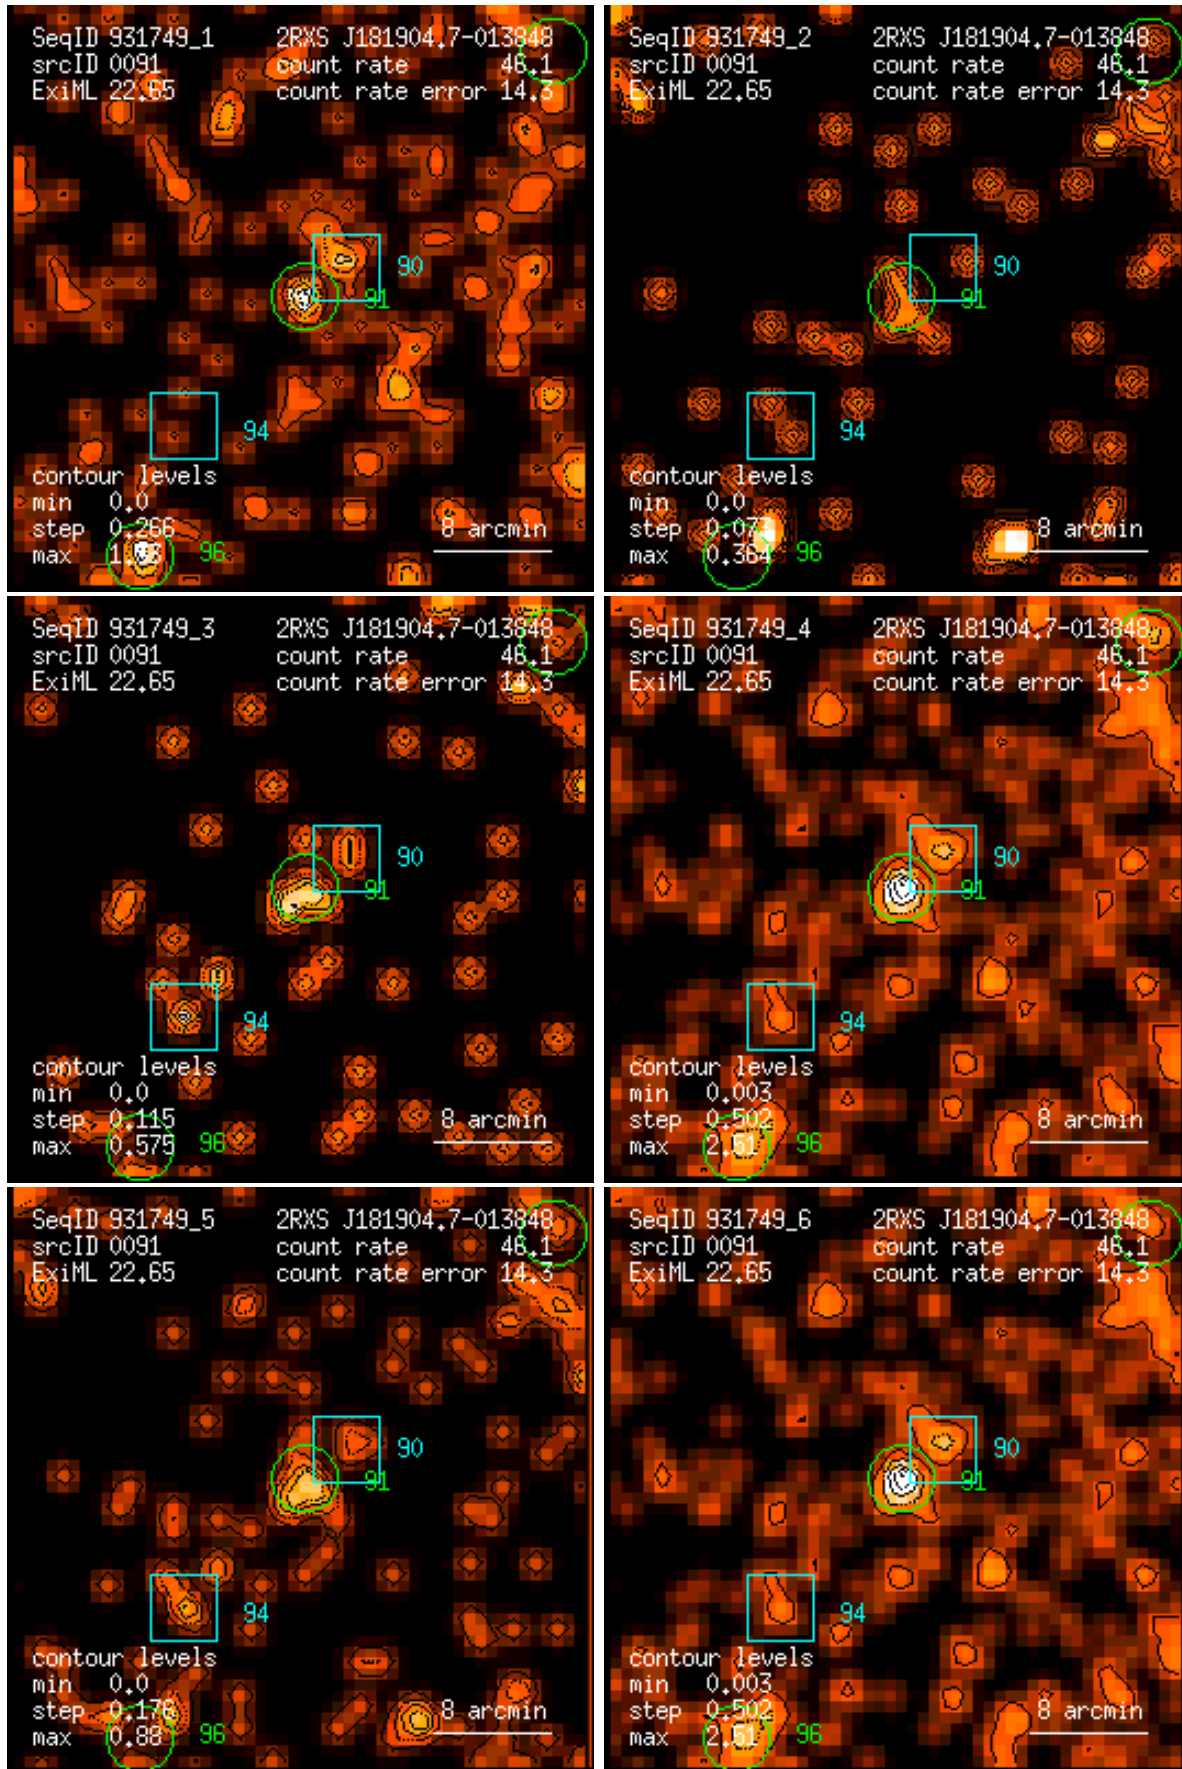 SeqID 931749_1 2RXS J181904.7-013848
srcID 0091 count rate 46.1
ExiML 22.65 count rate error 14.3
90
91
94
contour levels
min 0.0
step 0.266
8 arcmin
max
96
SeqID 931749_2 2RXS J181904.7-013848
srcID 0091 count rate 46.1
ExiML 22.65 count rate error 14.3
90
91
94
contour levels
min 0.0
step 0.073
8 arcmin
max 0.364
96
SeqID 931749_3 2RXS J181904.7-013848
srcID 0091 count rate 46.1
ExiML 22.65 count rate error 14.3
90
91
94
contour levels
min 0.0
step 0.115
8 arcmin
max 0.575
96
SeqID 931749_4 2RXS J181904.7-013848
srcID 0091 count rate 46.1
ExiML 22.65 count rate error 14.3
90
91
94
contour levels
min 0.003
step 0.502
8 arcmin
max 2.51
96
SeqID 931749_5 2RXS J181904.7-013848
srcID 0091 count rate 46.1
ExiML 22.65 count rate error 14.3
90
91
94
contour levels
min 0.0
step 0.176
8 arcmin
max 0.88
96
SeqID 931749_6 2RXS J181904.7-013848
srcID 0091 count rate 46.1
ExiML 22.65 count rate error 14.3
90
91
94
contour levels
min 0.003
step 0.502
8 arcmin
max 2.51
96